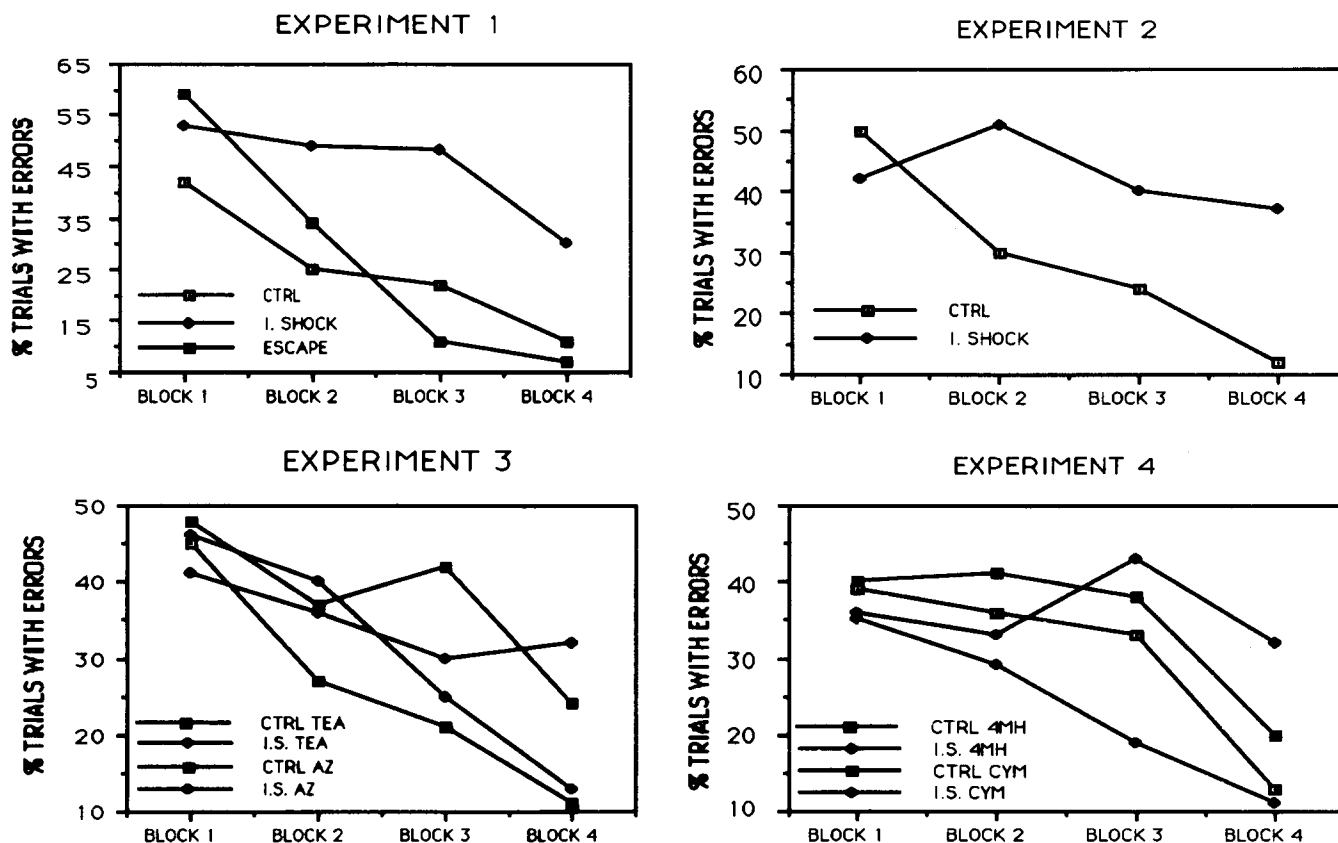 EXPERIMENT 1
% TRIALS WITH ERRORS
65
55
45
35
25
15
5
CTRL
I. SHOCK
ESCAPE
BLOCK 1 BLOCK 2 BLOCK 3 BLOCK 4
EXPERIMENT 2
% TRIALS WITH ERRORS
60
50
40
30
20
10
CTRL
I. SHOCK
BLOCK 1 BLOCK 2 BLOCK 3 BLOCK 4
EXPERIMENT 3
% TRIALS WITH ERRORS
50
40
30
20
10
CTRL TEA
I.S. TEA
CTRL AZ
I.S. AZ
BLOCK 1 BLOCK 2 BLOCK 3 BLOCK 4
EXPERIMENT 4
% TRIALS WITH ERRORS
50
40
30
20
10
CTRL 4MH
I.S. 4MH
CTRL CYM
I.S. CYM
BLOCK 1 BLOCK 2 BLOCK 3 BLOCK 4